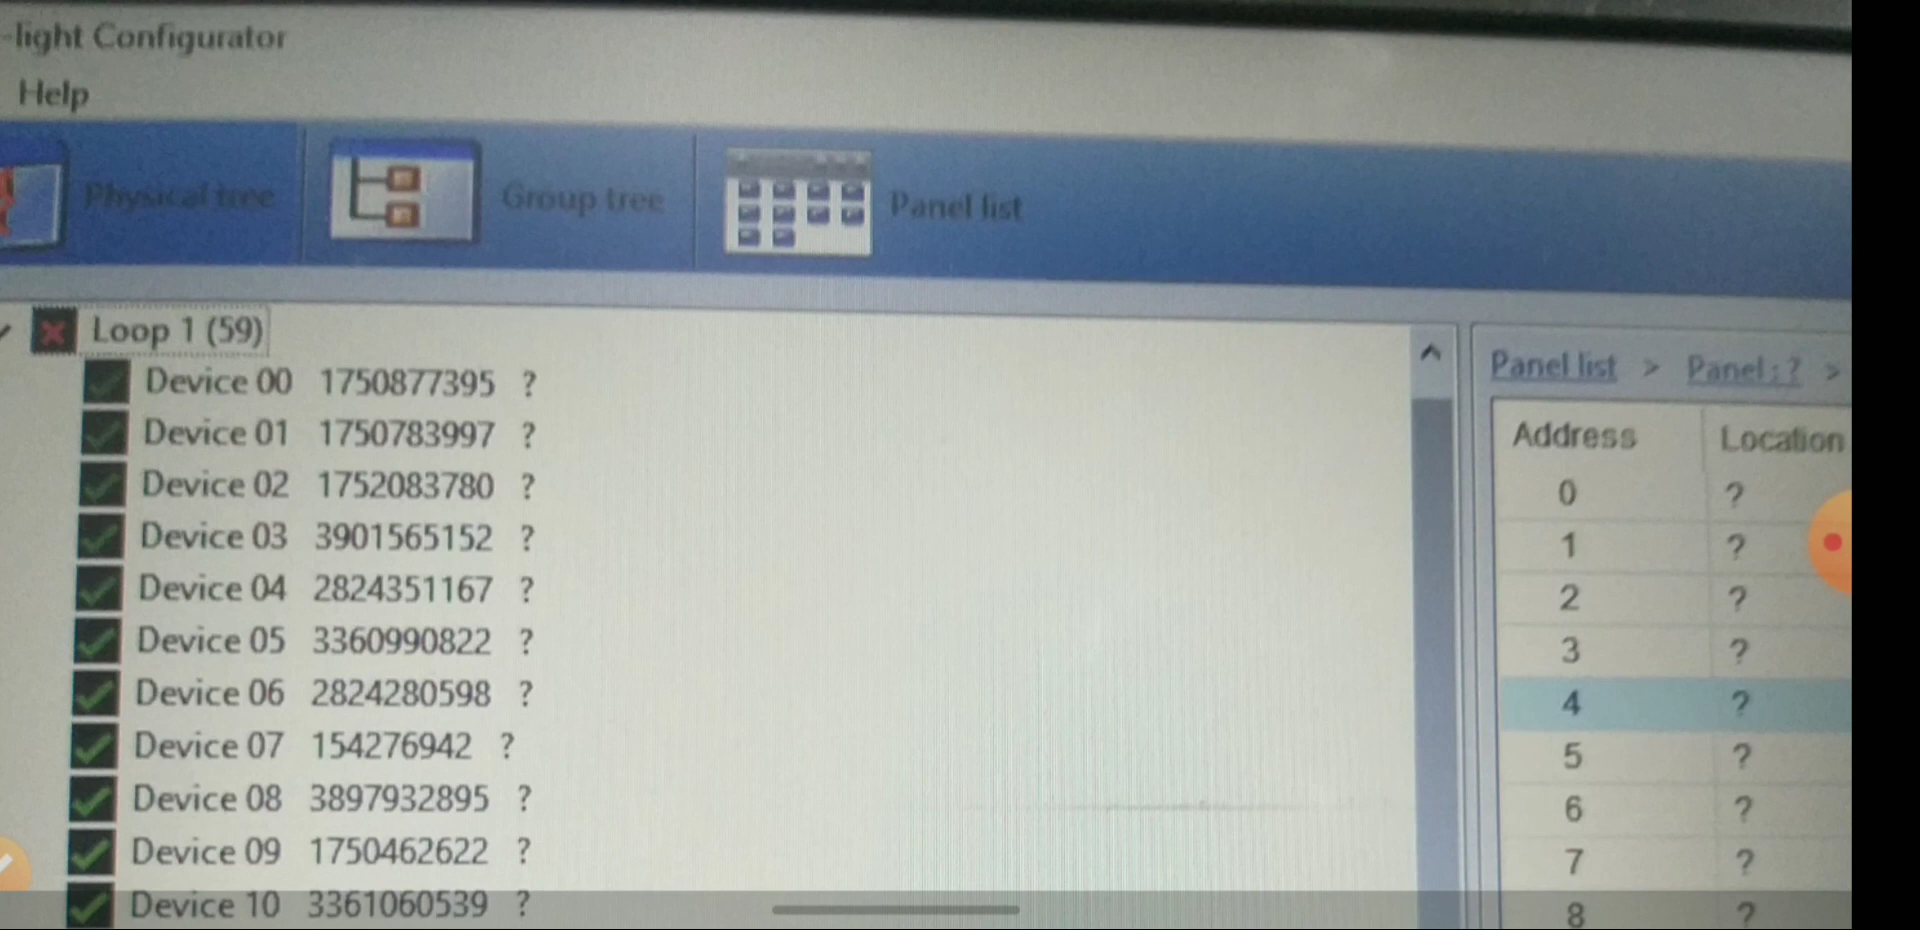 -light Configurator
Help
Physical tree
Group tree
Panel list
Loop 1 (59)
Device 00 1750877395 ?
Device 01 1750783997 ?
Device 02 1752083780 ?
Device 03 3901565152 ?
Device 04 2824351167 ?
Device 05 3360990822 ?
Device 06 2824280598 ?
Device 07 154276942 ?
Device 08 3897932895 ?
Device 09 1750462622 ?
Device 10 3361060539 ?
Panel list > Panel : ? >
Address Location
0 ?
1 ?
2 ?
3 ?
4 ?
5 ?
6 ?
7 ?
8 ?